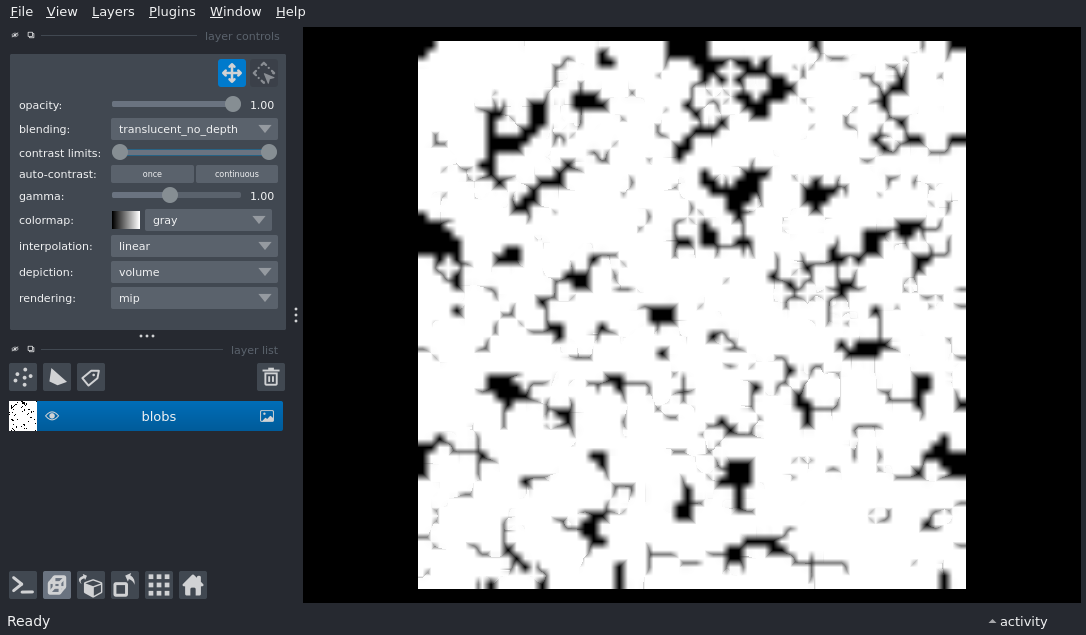 File View Layers Plugins Window Help
layer controls
opacity: 1.00
blending: translucent_no_depth
contrast limits:
auto-contrast: once continuous
gamma: 1.00
colormap: gray
interpolation: linear
depiction: volume
rendering: mip
layer list
blobs
Ready activity